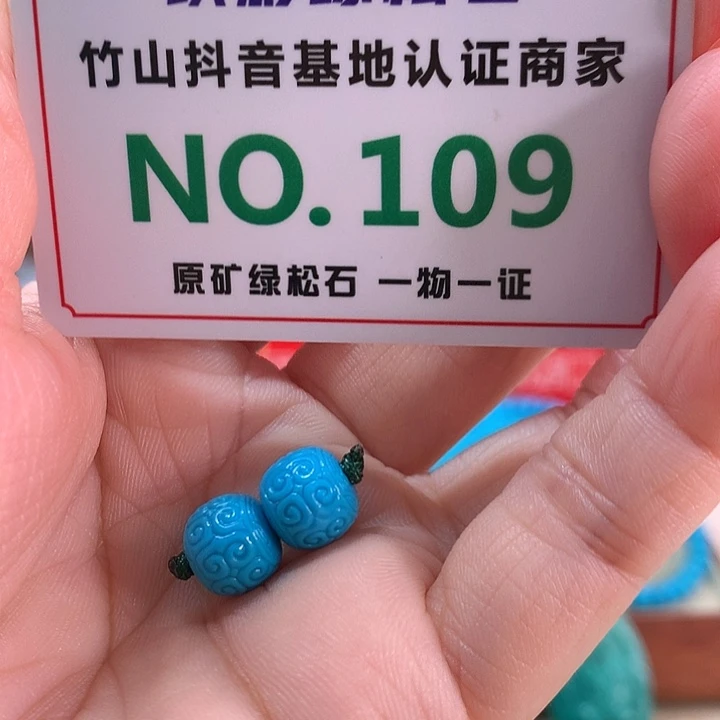 竹山抖音基地认证商家
NO.109
原矿绿松石 一物一证